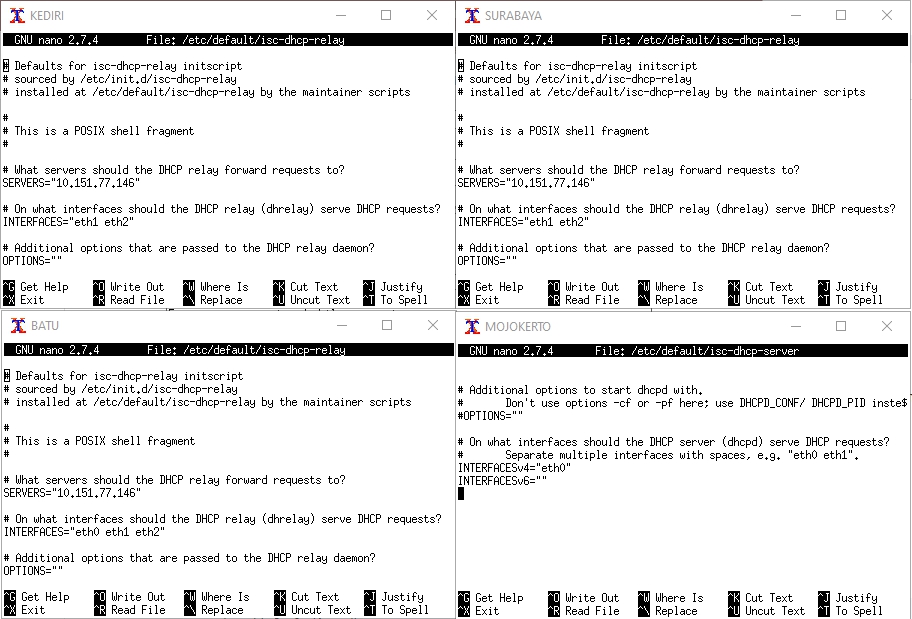 KEDIRI
GNU nano 2.7.4 File: /etc/default/isc-dhcp-relay
# Defaults for isc-dhcp-relay initscript
# sourced by /etc/init.d/isc-dhcp-relay
# installed at /etc/default/isc-dhcp-relay by the maintainer scripts
#
# This is a POSIX shell fragment
#
# What servers should the DHCP relay forward requests to?
SERVERS="10.151.77.146"
# On what interfaces should the DHCP relay (dhrelay) serve DHCP requests?
INTERFACES="eth1 eth2"
# Additional options that are passed to the DHCP relay daemon?
OPTIONS=""
^G Get Help ^O Write Out ^W Where Is ^K Cut Text ^J Justify
^X Exit ^R Read File ^\ Replace ^U Uncut Text ^T To Spell
SURABAYA
GNU nano 2.7.4 File: /etc/default/isc-dhcp-relay
# Defaults for isc-dhcp-relay initscript
# sourced by /etc/init.d/isc-dhcp-relay
# installed at /etc/default/isc-dhcp-relay by the maintainer scripts
#
# This is a POSIX shell fragment
#
# What servers should the DHCP relay forward requests to?
SERVERS="10.151.77.146"
# On what interfaces should the DHCP relay (dhrelay) serve DHCP requests?
INTERFACES="eth1 eth2"
# Additional options that are passed to the DHCP relay daemon?
OPTIONS=""
^G Get Help ^O Write Out ^W Where Is ^K Cut Text ^J Justify
^X Exit ^R Read File ^\ Replace ^U Uncut Text ^T To Spell
BATU
GNU nano 2.7.4 File: /etc/default/isc-dhcp-relay
# Defaults for isc-dhcp-relay initscript
# sourced by /etc/init.d/isc-dhcp-relay
# installed at /etc/default/isc-dhcp-relay by the maintainer scripts
#
# This is a POSIX shell fragment
#
# What servers should the DHCP relay forward requests to?
SERVERS="10.151.77.146"
# On what interfaces should the DHCP relay (dhrelay) serve DHCP requests?
INTERFACES="eth0 eth1 eth2"
# Additional options that are passed to the DHCP relay daemon?
OPTIONS=""
^G Get Help ^O Write Out ^W Where Is ^K Cut Text ^J Justify
^X Exit ^R Read File ^\ Replace ^U Uncut Text ^T To Spell
MOJOKERTO
GNU nano 2.7.4 File: /etc/default/isc-dhcp-server
# Additional options to start dhcpd with.
# Don't use options -cf or -pf here; use DHCPD_CONF/ DHCPD_PID inste$
#OPTIONS=""
# On what interfaces should the DHCP server (dhcpd) serve DHCP requests?
# Separate multiple interfaces with spaces, e.g. "eth0 eth1".
INTERFACESv4="eth0"
INTERFACESv6=""
^G Get Help ^O Write Out ^W Where Is ^K Cut Text ^J Justify
^X Exit ^R Read File ^\ Replace ^U Uncut Text ^T To Spell